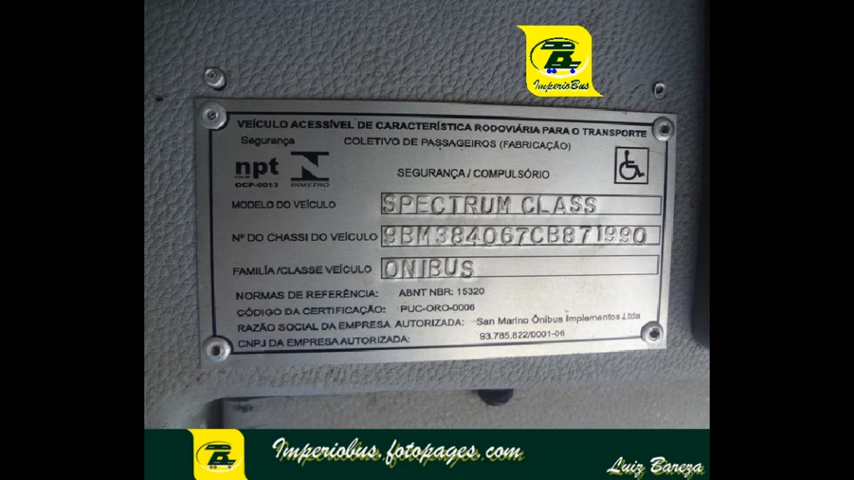 ImperioBus
VEÍCULO ACESSÍVEL DE CARACTERÍSTICA RODOVIÁRIA PARA O TRANSPORTE
COLETIVO DE PASSAGEIROS (FABRICAÇÃO)
Segurança
npt
OCP-0013
INMETRO
SEGURANÇA / COMPULSÓRIO
MODELO DO VEÍCULO SPECTRUM CLASS
Nº DO CHASSI DO VEÍCULO 9BM384067CB871990
FAMÍLIA/CLASSE VEÍCULO ONIBUS
NORMAS DE REFERÊNCIA: ABNT NBR: 15320
CÓDIGO DA CERTIFICAÇÃO: PUC-ORO-0006
RAZÃO SOCIAL DA EMPRESA AUTORIZADA: San Marino Ônibus Implementos Ltda
CNPJ DA EMPRESA AUTORIZADA: 93.785.822/0001-06
Imperiobus.fotopages.com
Luiz Bareza